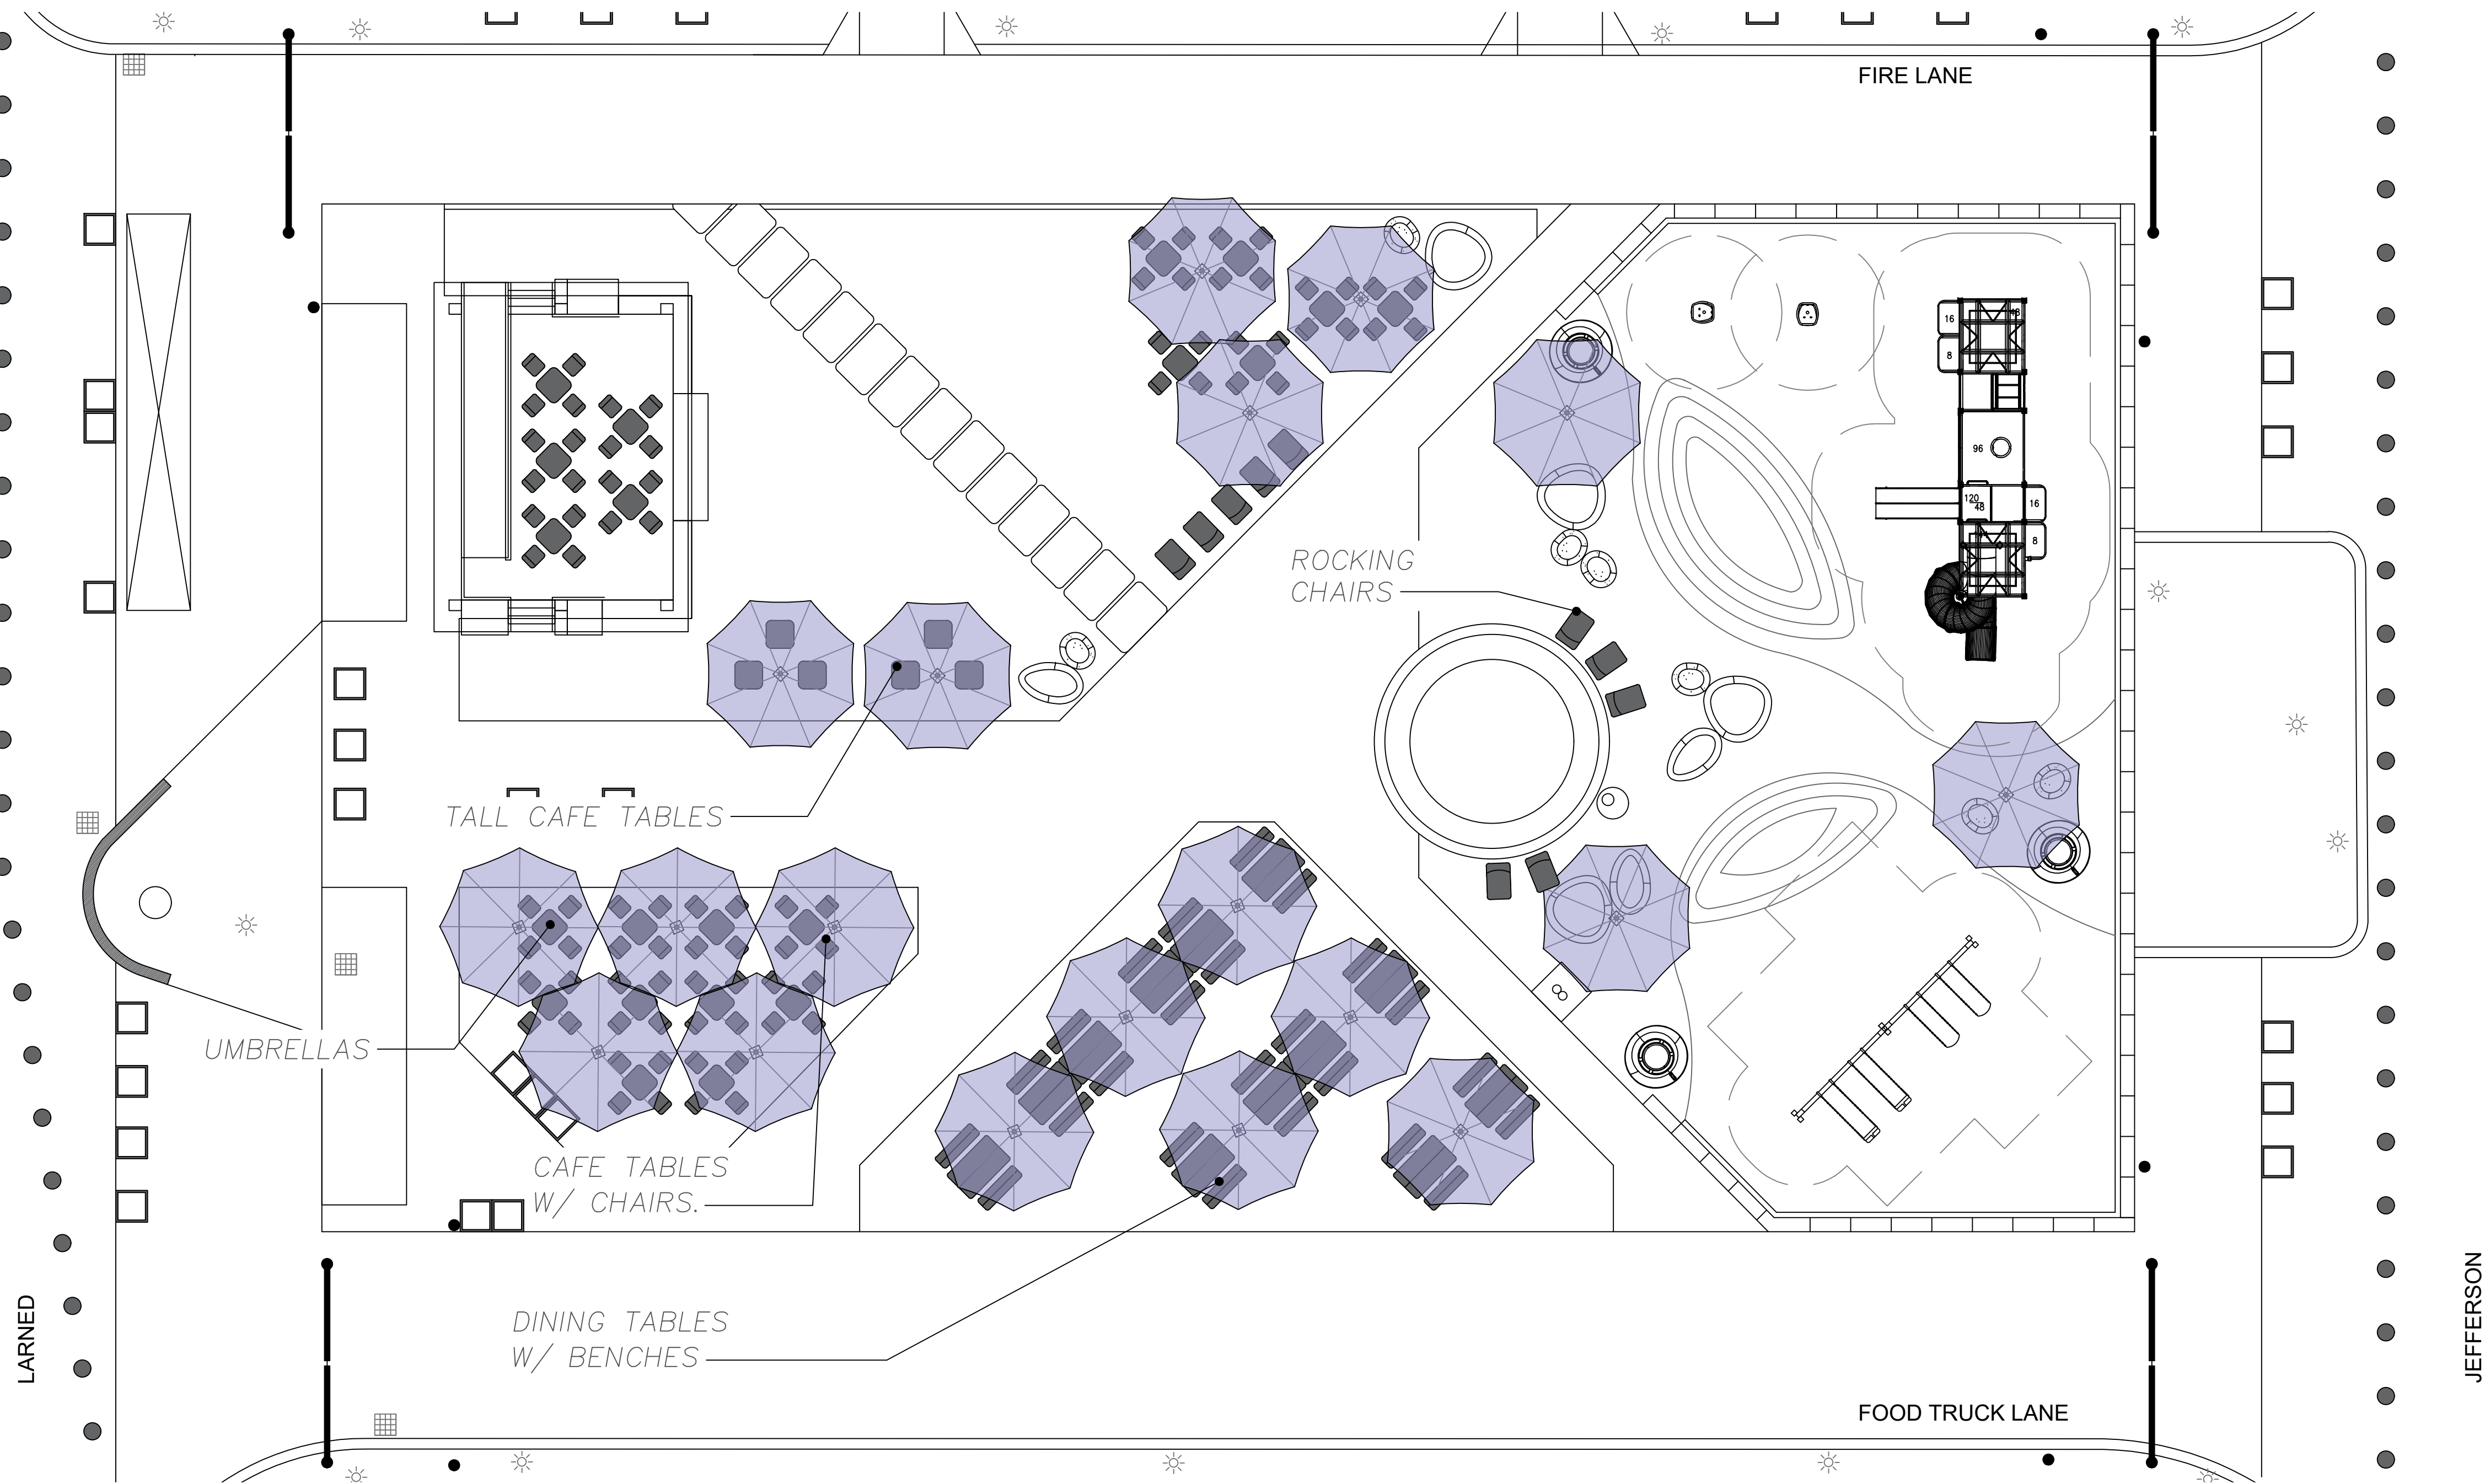 FIRE LANE
16
48
8
96
120
48
16
8
ROCKING
CHAIRS
TALL CAFE TABLES
UMBRELLAS
CAFE TABLES
W/ CHAIRS.
DINING TABLES
W/ BENCHES
LARNED
JEFFERSON
FOOD TRUCK LANE